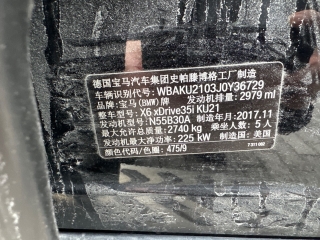 德国宝马汽车集团史帕滕博格工厂制造
车辆识别代号: WBAKU2103J0Y36729
品牌: 宝马(BMW)牌 发动机排量: 2979 ml
整车型号: X6 xDrive35i KU21
发动机型号: N55B30A 制造年月: 2017.11
最大允许总质量: 2740 kg 乘坐人数: 5 人
发动机最大净功率: 225 kW 制造国: 美国
颜色代码/色圈: 475/9